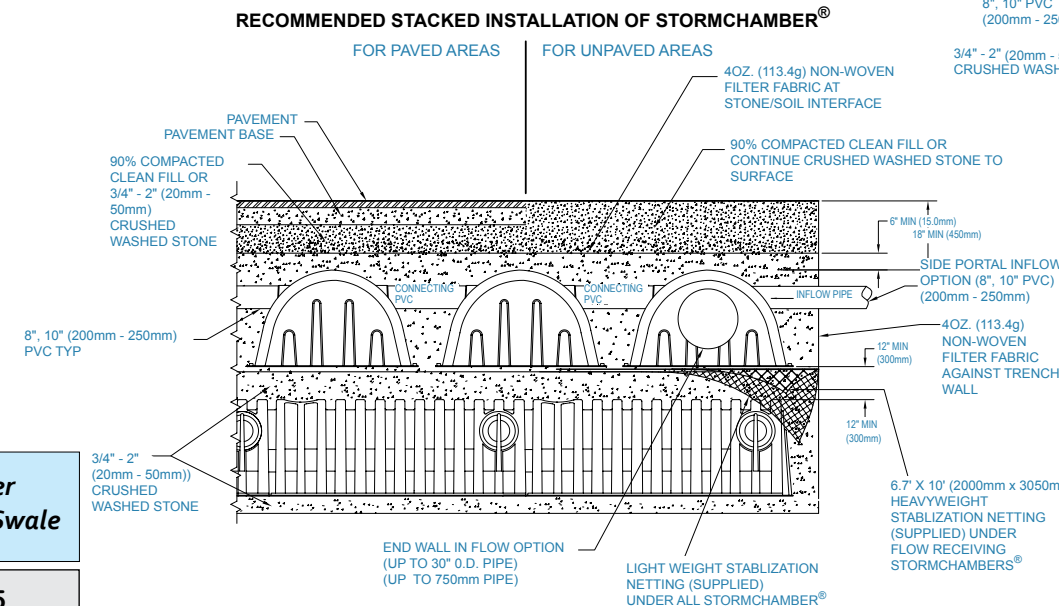 RECOMMENDED STACKED INSTALLATION OF STORMCHAMBER®
8", 10" PVC
(200mm - 250
3/4" - 2" (20mm -
CRUSHED WASH
FOR PAVED AREAS
FOR UNPAVED AREAS
4OZ. (113.4g) NON-WOVEN
FILTER FABRIC AT
STONE/SOIL INTERFACE
PAVEMENT
PAVEMENT BASE
90% COMPACTED
CLEAN FILL OR
3/4" - 2" (20mm -
50mm)
CRUSHED
WASHED STONE
90% COMPACTED CLEAN FILL OR
CONTINUE CRUSHED WASHED STONE TO
SURFACE
6" MIN (15.0mm)
18" MIN (450mm)
SIDE PORTAL INFLOW
OPTION (8", 10" PVC)
(200mm - 250mm)
CONNECTING
PVC
CONNECTING
PVC
INFLOW PIPE
8", 10" (200mm - 250mm)
PVC TYP
4OZ. (113.4g)
NON-WOVEN
FILTER FABRIC
AGAINST TRENCH
WALL
12" MIN
(300mm)
12" MIN
(300mm)
3/4" - 2"
(20mm - 50mm))
CRUSHED
WASHED STONE
6.7' X 10' (2000mm x 3050m
HEAVYWEIGHT
STABLIZATION NETTING
(SUPPLIED) UNDER
FLOW RECEIVING
STORMCHAMBERS®
END WALL IN FLOW OPTION
(UP TO 30" 0.D. PIPE)
(UP TO 750mm PIPE)
LIGHT WEIGHT STABLIZATION
NETTING (SUPPLIED)
UNDER ALL STORMCHAMBER®
er
Swale
5